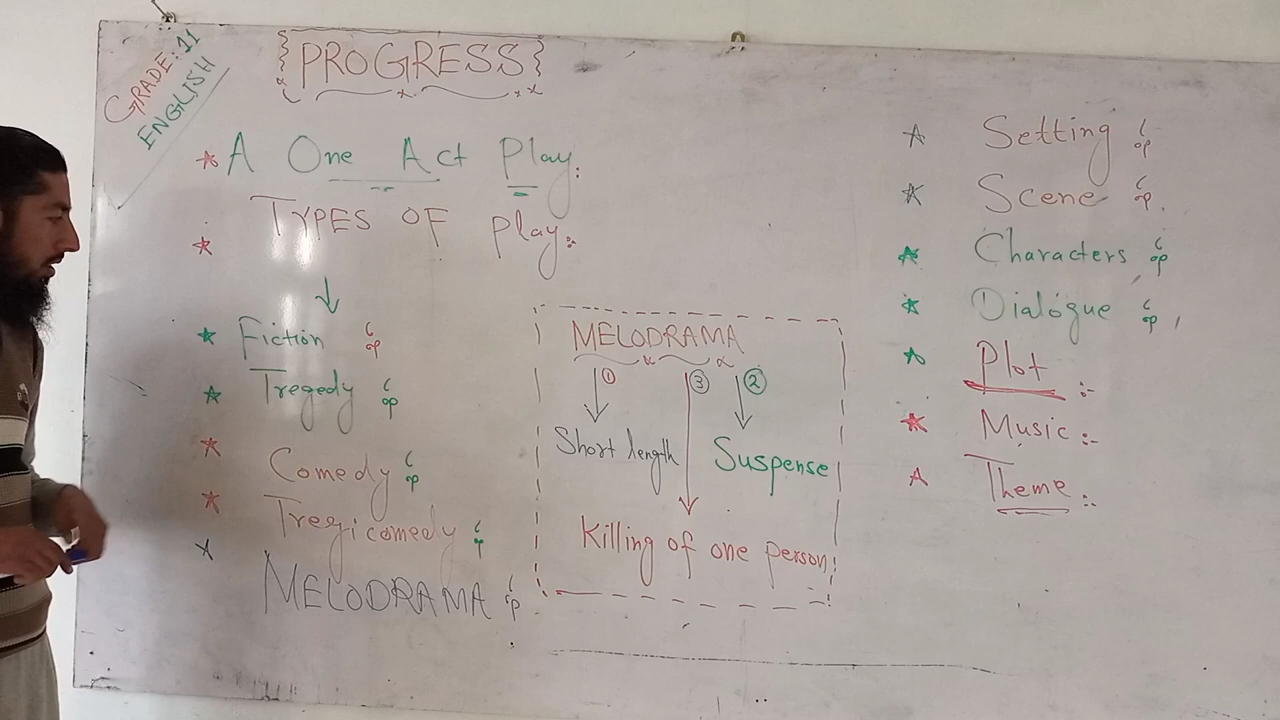 GRADE: 11
ENGLISH
PROGRESS
A One Act Play:
TYPES OF Play:
Fiction
Tregedy
Comedy
Tregicomedy
MELODRAMA
MELODRAMA
① ③ ②
Short length
Suspense
Killing of one person
Setting
Scene
Characters
Dialogue
Plot :-
Music :-
Theme :-